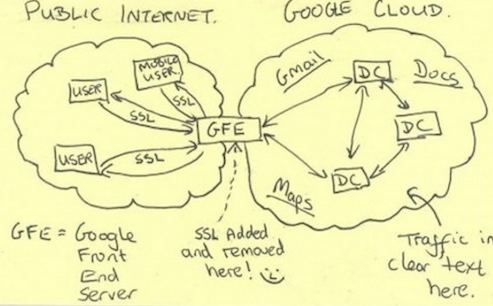 PUBLIC INTERNET.
GOOGLE CLOUD.
MOBILE
USER.
USER
SSL
SSL
USER
SSL
GFE
Gmail
DC
Docs
DC
DC
Maps
GFE = Google
Front
End
Server
SSL Added
and removed
here!
Traffic in
clear text
here.